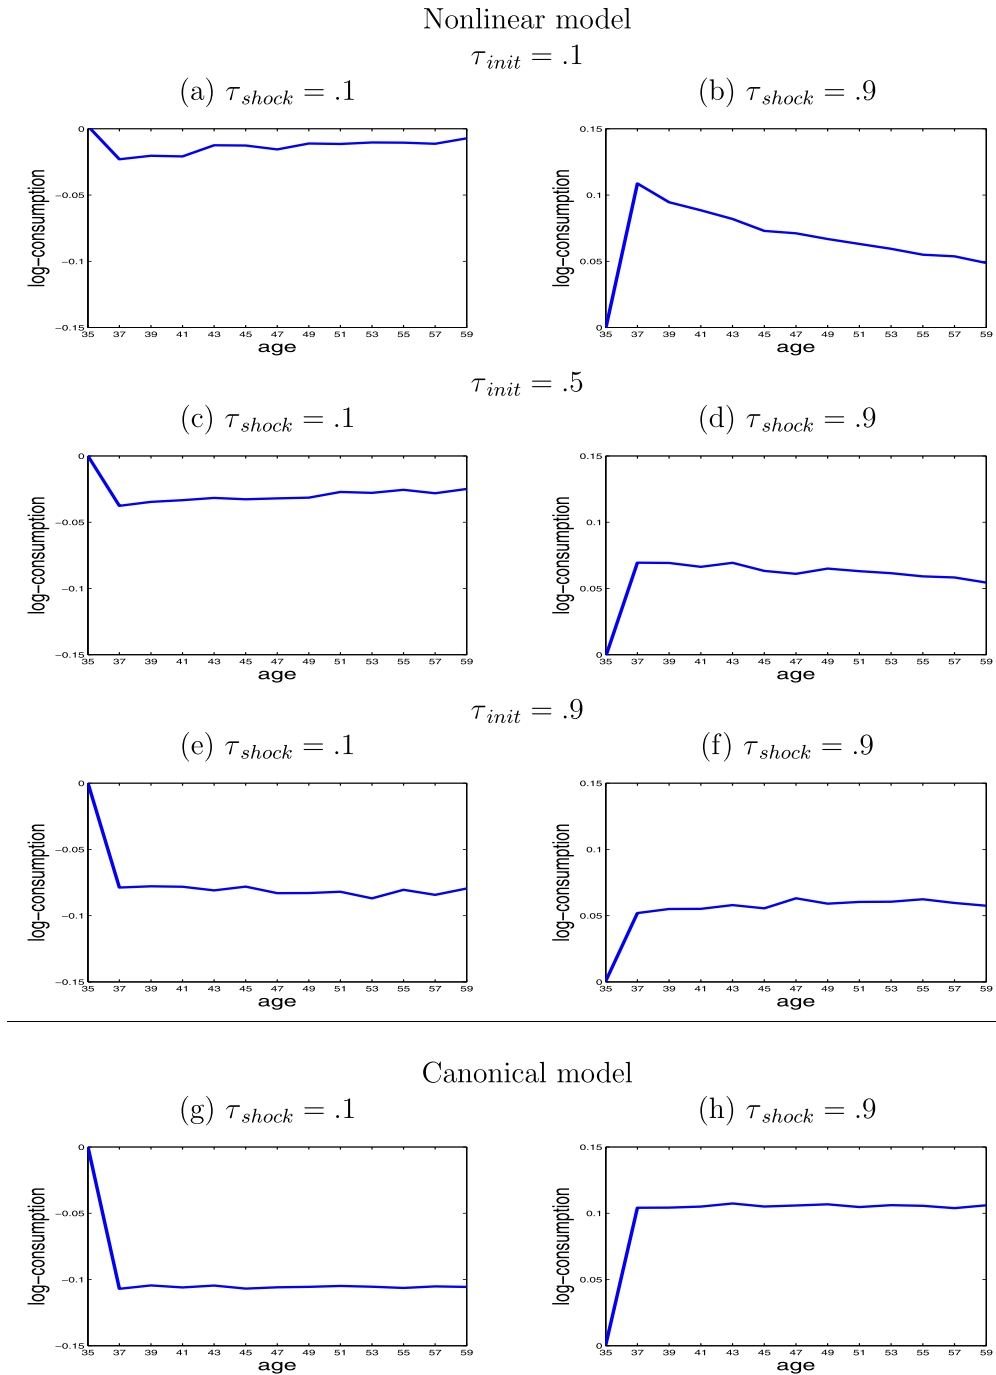 Nonlinear model
τ_init = .1
(a) τ_shock = .1 (b) τ_shock = .9
0 0.15
−0.05 0.1
−0.1 0.05
−0.15 0
log−consumption log−consumption
35 37 39 41 43 45 47 49 51 53 55 57 59 35 37 39 41 43 45 47 49 51 53 55 57 59
age age
τ_init = .5
(c) τ_shock = .1 (d) τ_shock = .9
0 0.15
−0.05 0.1
−0.1 0.05
−0.15 0
log−consumption log−consumption
35 37 39 41 43 45 47 49 51 53 55 57 59 35 37 39 41 43 45 47 49 51 53 55 57 59
age age
τ_init = .9
(e) τ_shock = .1 (f) τ_shock = .9
0 0.15
−0.05 0.1
−0.1 0.05
−0.15 0
log−consumption log−consumption
35 37 39 41 43 45 47 49 51 53 55 57 59 35 37 39 41 43 45 47 49 51 53 55 57 59
age age
Canonical model
(g) τ_shock = .1 (h) τ_shock = .9
0 0.15
−0.05 0.1
−0.1 0.05
−0.15 0
log−consumption log−consumption
35 37 39 41 43 45 47 49 51 53 55 57 59 35 37 39 41 43 45 47 49 51 53 55 57 59
age age